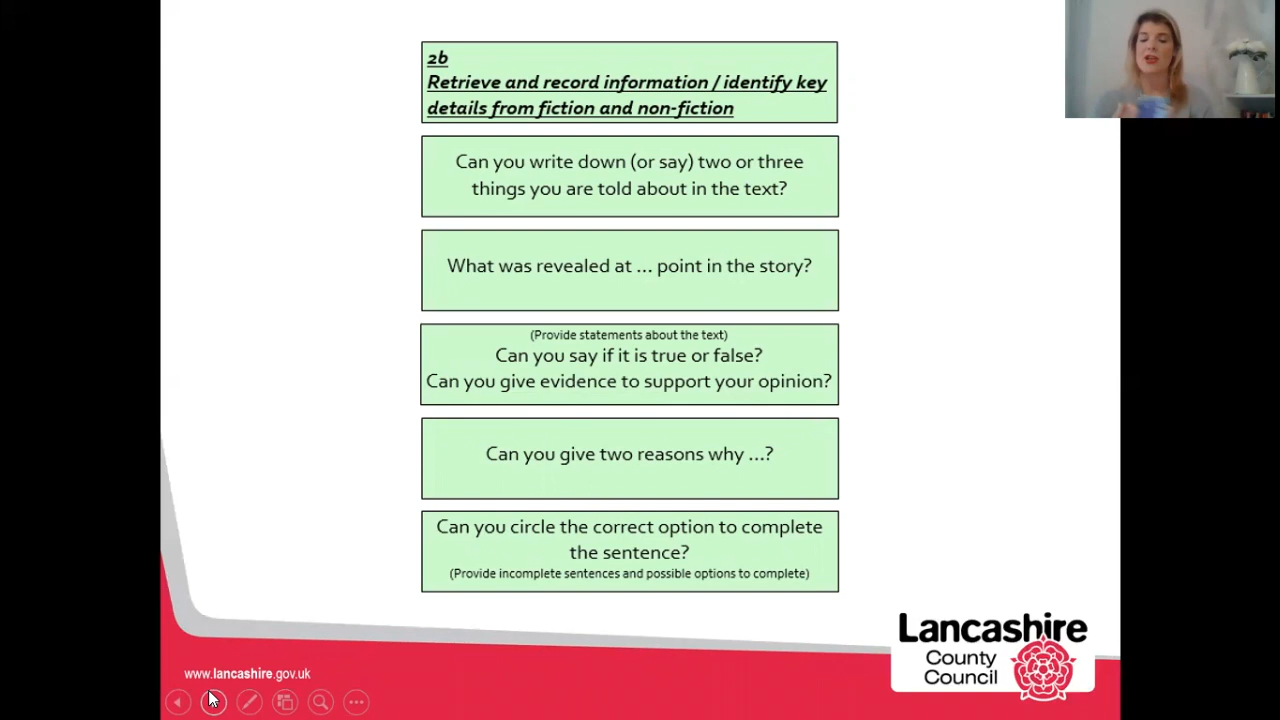 2b
Retrieve and record information / identify key
details from fiction and non-fiction
Can you write down (or say) two or three
things you are told about in the text?
What was revealed at ... point in the story?
(Provide statements about the text)
Can you say if it is true or false?
Can you give evidence to support your opinion?
Can you give two reasons why ...?
Can you circle the correct option to complete
the sentence?
(Provide incomplete sentences and possible options to complete)
www.lancashire.gov.uk
Lancashire
County
Council